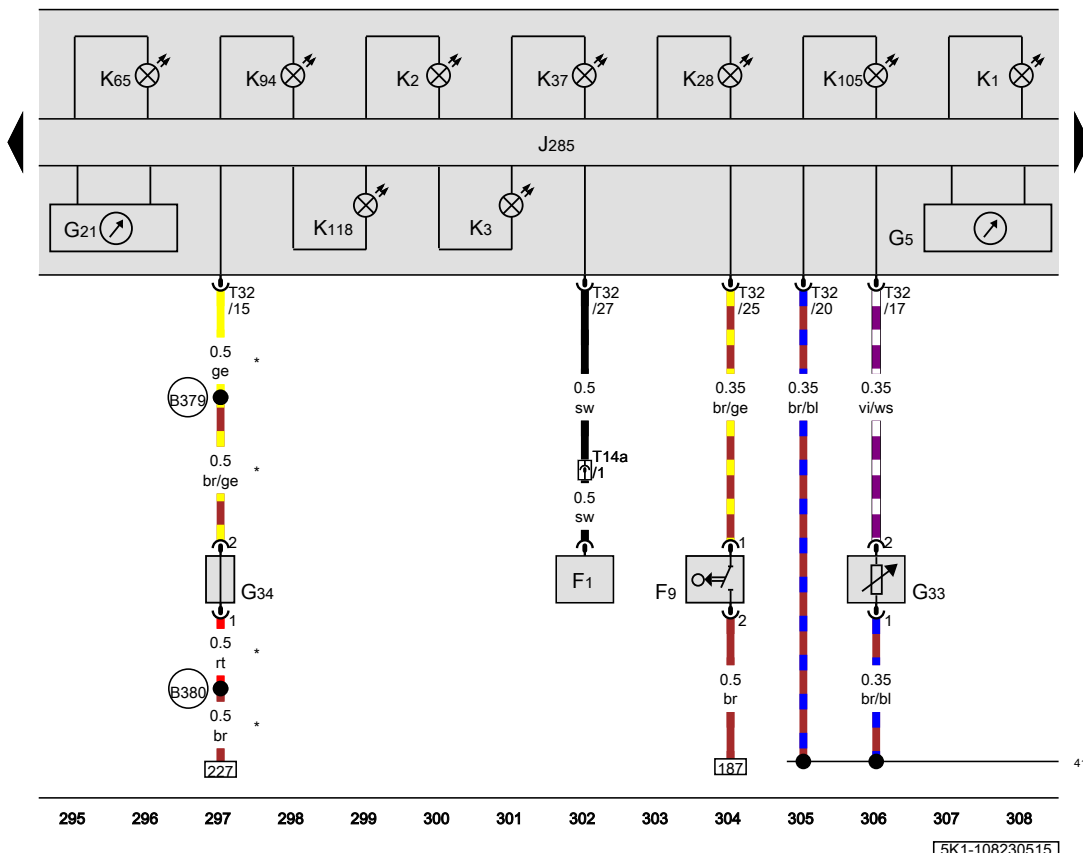 K65 K94 K2 K37 K28 K105 K1
J285
G21 K118 K3 G5
T32 T32 T32 T32 T32
/15 /27 /25 /20 /17
0.5 *
ge
0.5 0.35 0.35 0.35
sw br/ge br/bl vi/ws
B379
0.5 *
br/ge
T14a
/1
0.5
sw
2 1 2
G34 F1 F9 G33
1 2 1
0.5 *
rt
0.5 0.35
br br/bl
B380
0.5 *
br
227 187
295 296 297 298 299 300 301 302 303 304 305 306 307 308
5K1-108230515